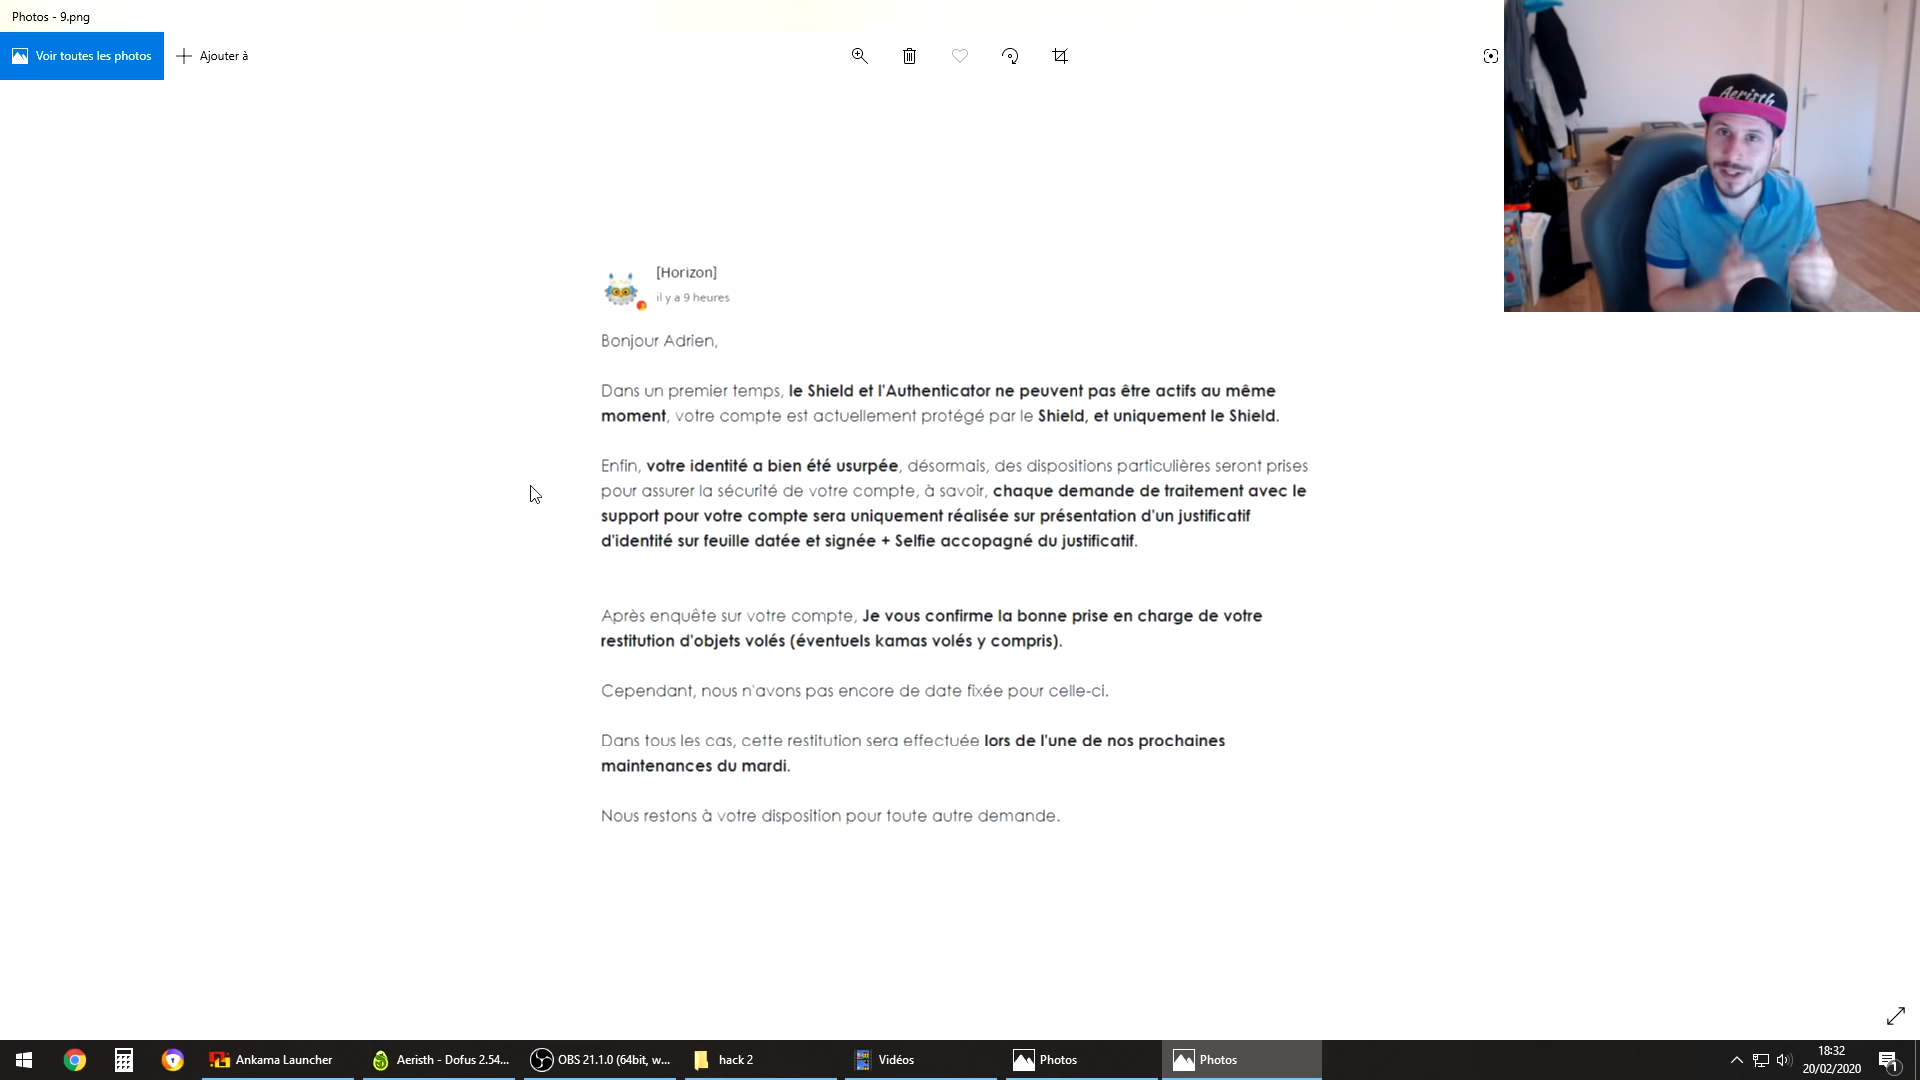 Photos - 9.png
Voir toutes les photos
Ajouter à
Aeristh
[Horizon]
il y a 9 heures
Bonjour Adrien,
Dans un premier temps, le Shield et l'Authenticator ne peuvent pas être actifs au même
moment, votre compte est actuellement protégé par le Shield, et uniquement le Shield.
Enfin, votre identité a bien été usurpée, désormais, des dispositions particulières seront prises
pour assurer la sécurité de votre compte, à savoir, chaque demande de traitement avec le
support pour votre compte sera uniquement réalisée sur présentation d'un justificatif
d'identité sur feuille datée et signée + Selfie accopagné du justificatif.
Après enquête sur votre compte, Je vous confirme la bonne prise en charge de votre
restitution d'objets volés (éventuels kamas volés y compris).
Cependant, nous n'avons pas encore de date fixée pour celle-ci.
Dans tous les cas, cette restitution sera effectuée lors de l'une de nos prochaines
maintenances du mardi.
Nous restons à votre disposition pour toute autre demande.
Ankama Launcher
Aeristh - Dofus 2.54...
OBS 21.1.0 (64bit, w...
hack 2
Vidéos
Photos
Photos
18:32
20/02/2020
1